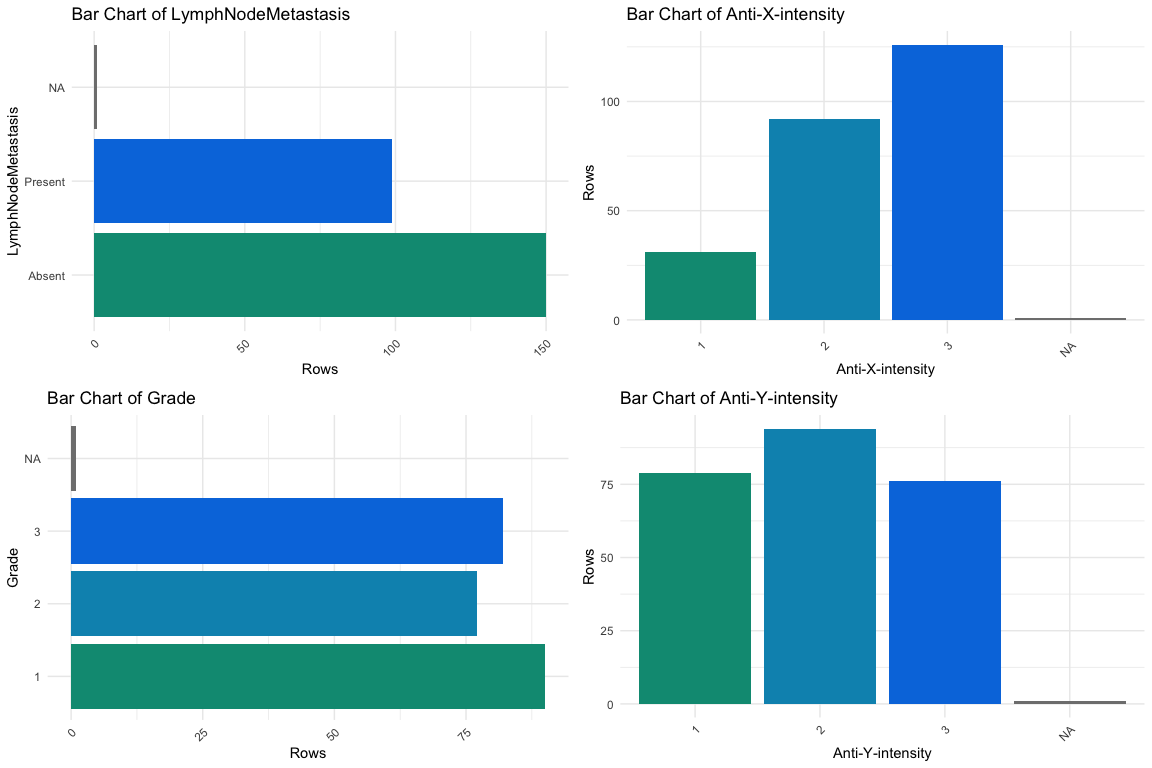 Bar Chart of LymphNodeMetastasis
LymphNodeMetastasis
NA
Present
Absent
0
50
100
150
Rows
Bar Chart of Anti-X-intensity
Rows
100
50
0
1
2
3
NA
Anti-X-intensity
Bar Chart of Grade
Grade
NA
3
2
1
0
25
50
75
Rows
Bar Chart of Anti-Y-intensity
Rows
75
50
25
0
1
2
3
NA
Anti-Y-intensity